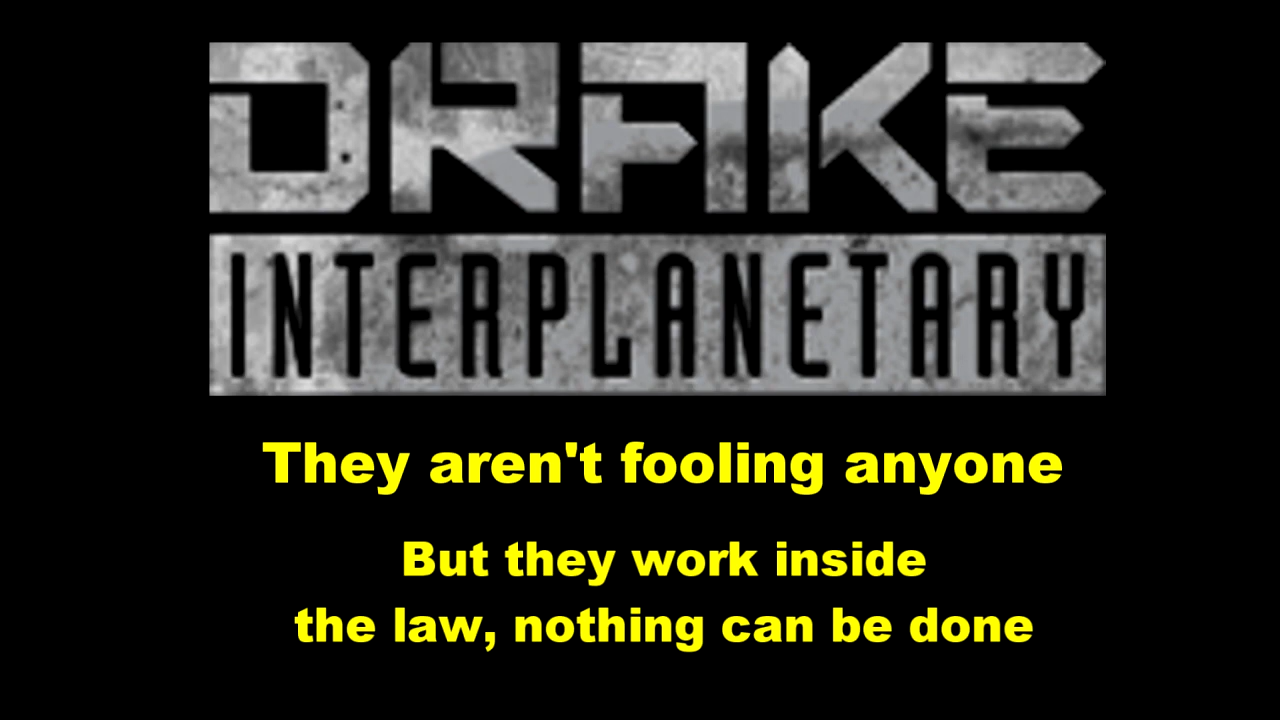 DRAKE
INTERPLANETARY
They aren't fooling anyone
But they work inside
the law, nothing can be done